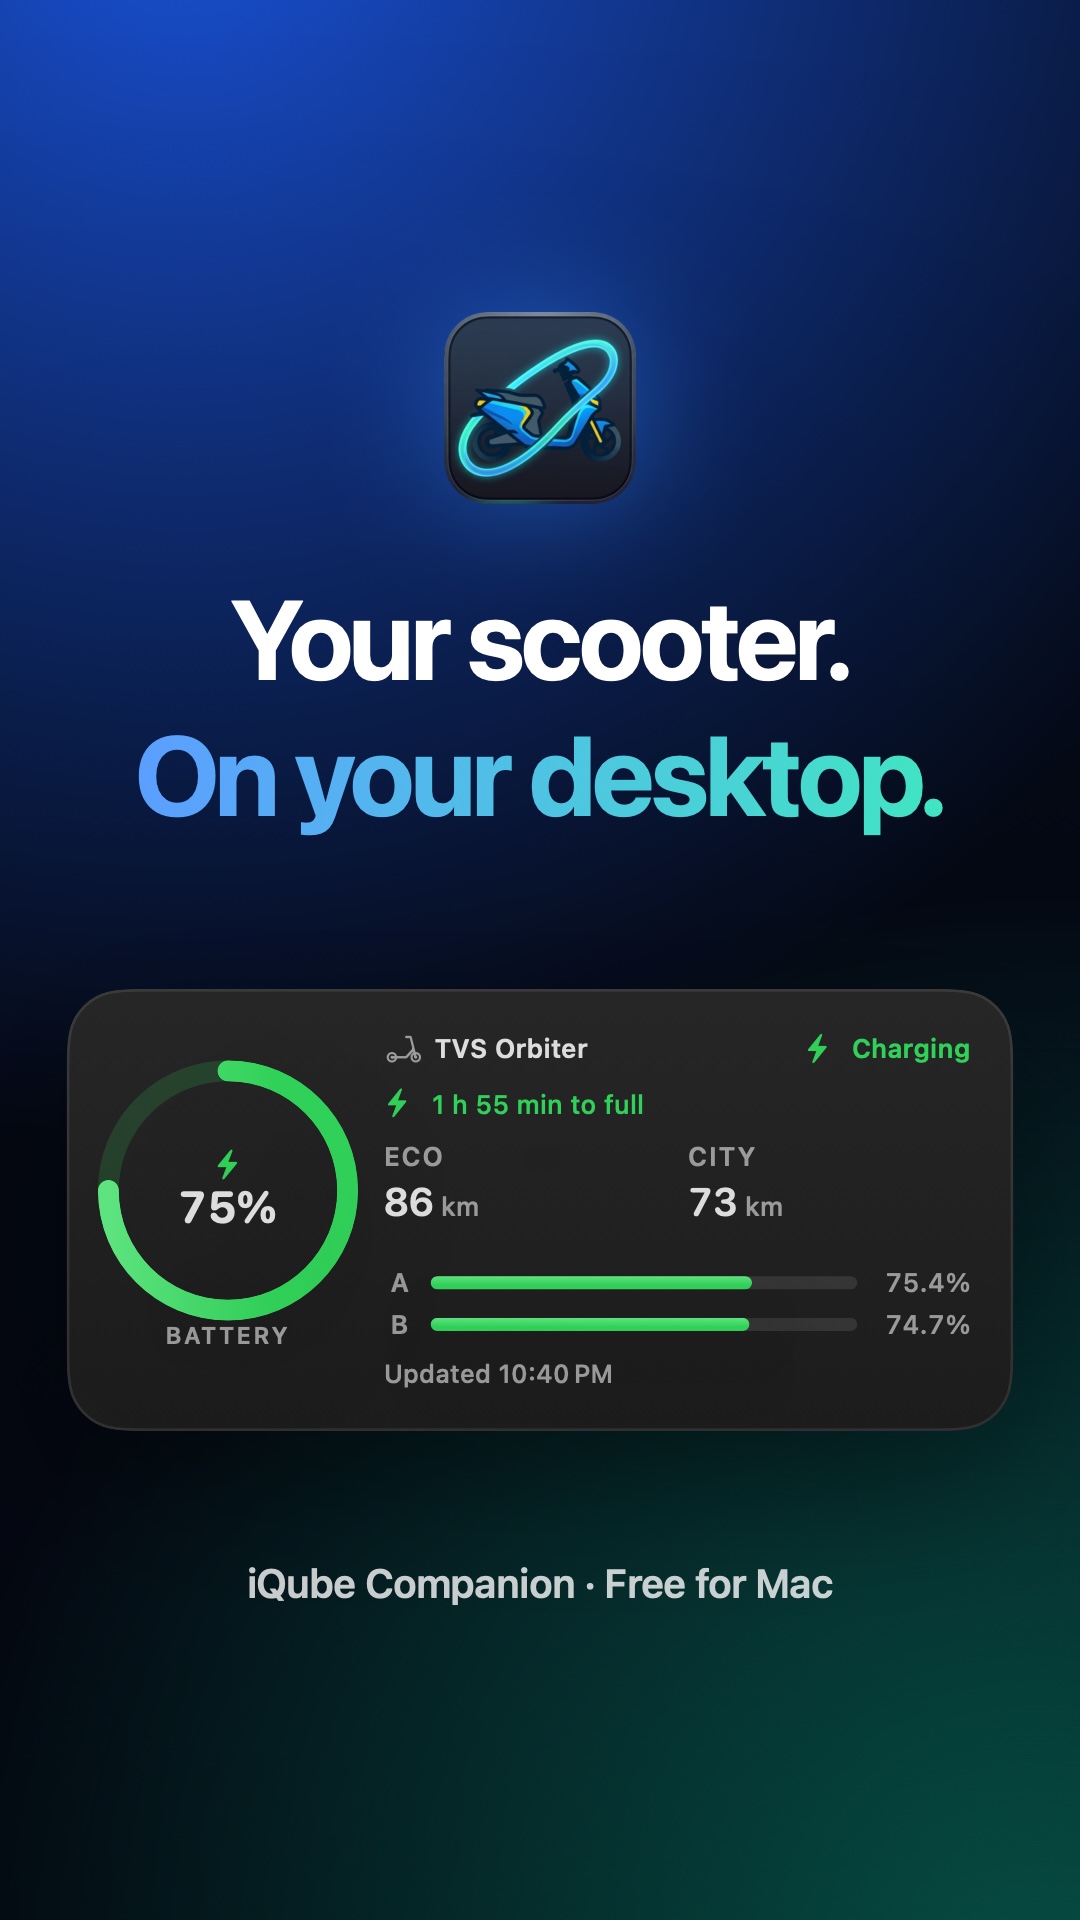 Your scooter.
On your desktop.
TVS Orbiter
Charging
1 h 55 min to full
75%
BATTERY
ECO
CITY
86 km
73 km
A
75.4%
B
74.7%
Updated 10:40 PM
iQube Companion · Free for Mac